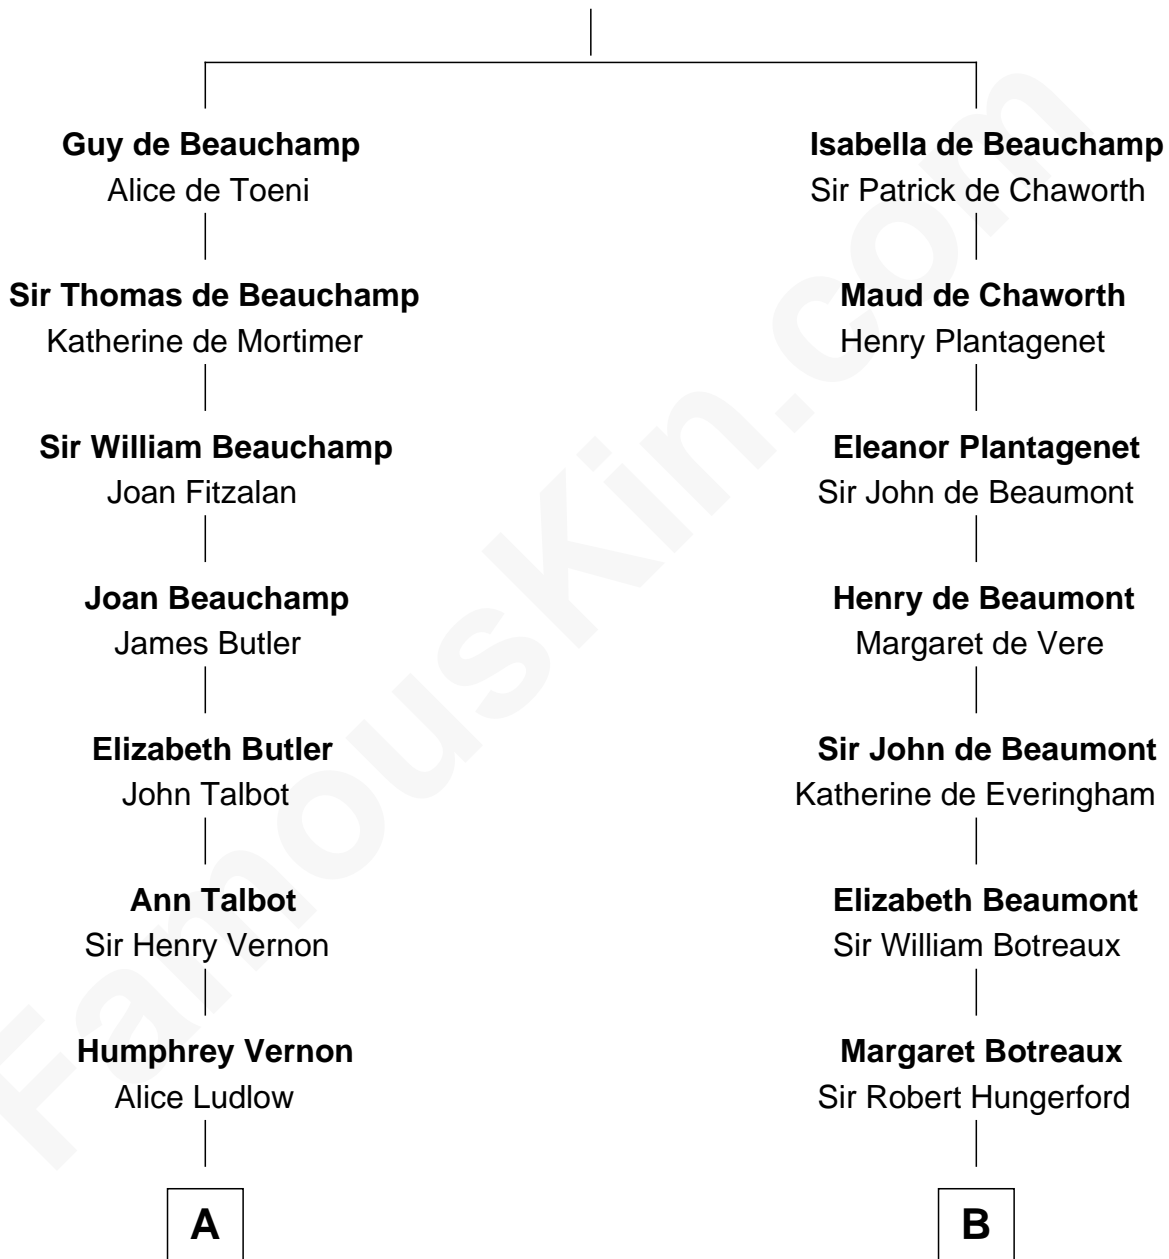 Guy de Beauchamp
Alice de Toeni
Sir Thomas de Beauchamp
Katherine de Mortimer
Sir William Beauchamp
Joan Fitzalan
Joan Beauchamp
James Butler
Elizabeth Butler
John Talbot
Ann Talbot
Sir Henry Vernon
Humphrey Vernon
Alice Ludlow
A
Isabella de Beauchamp
Sir Patrick de Chaworth
Maud de Chaworth
Henry Plantagenet
Eleanor Plantagenet
Sir John de Beaumont
Henry de Beaumont
Margaret de Vere
Sir John de Beaumont
Katherine de Everingham
Elizabeth Beaumont
Sir William Botreaux
Margaret Botreaux
Sir Robert Hungerford
B
FamousKin.com